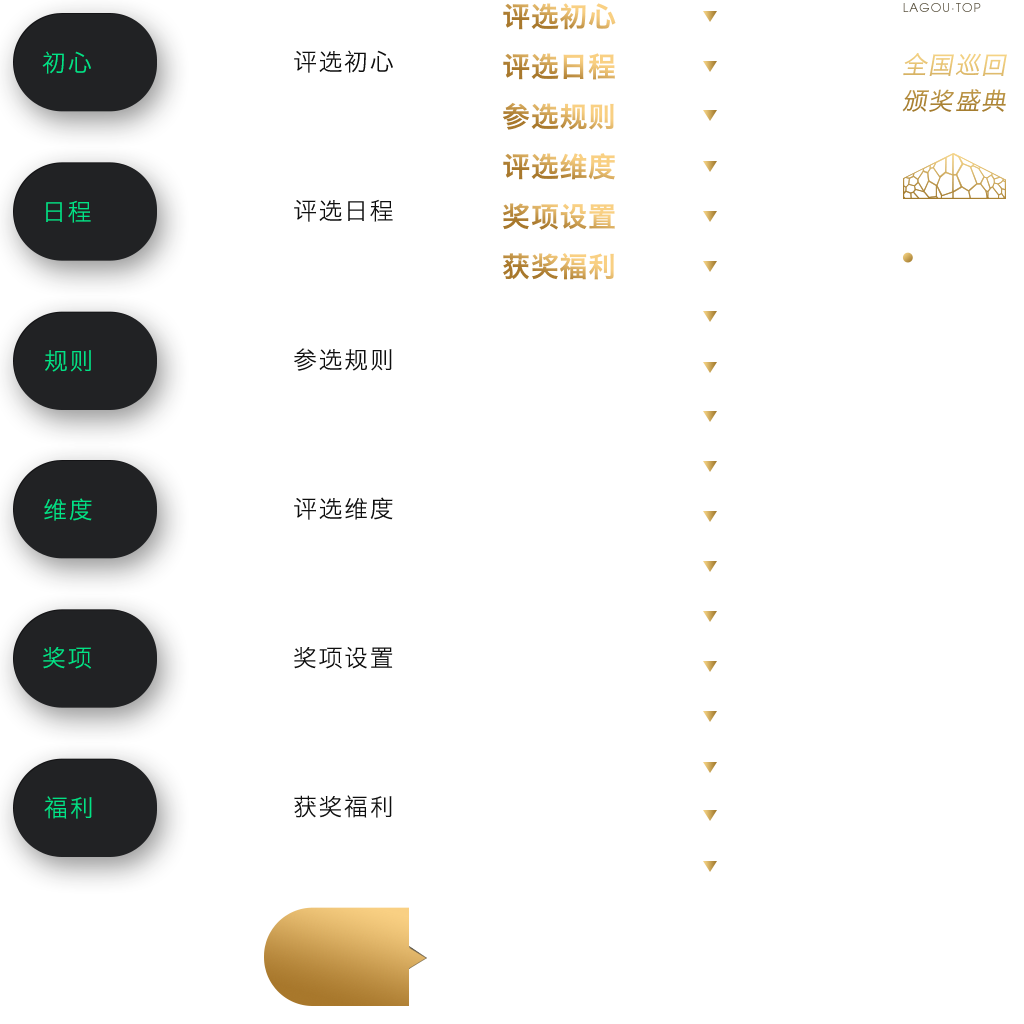 初心
日程
规则
维度
奖项
福利
评选初心
评选日程
参选规则
评选维度
奖项设置
获奖福利
评选初心
评选日程
参选规则
评选维度
奖项设置
获奖福利
LAGOU·TOP
全国巡回
颁奖盛典